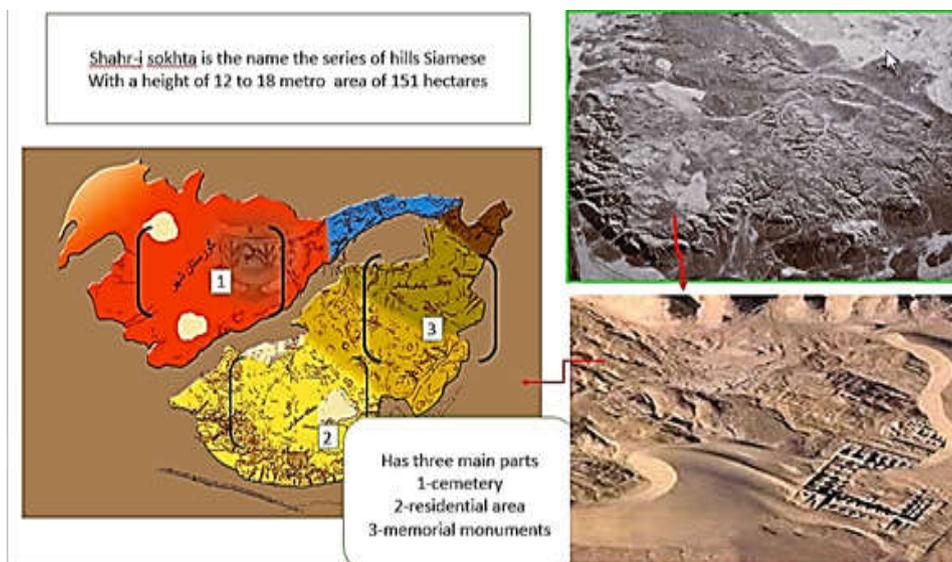 Shahr-i sokhta is the name the series of hills Siamese
With a height of 12 to 18 metro area of 151 hectares
1
3
2
Has three main parts
1-cemetery
2-residential area
3-memorial monuments